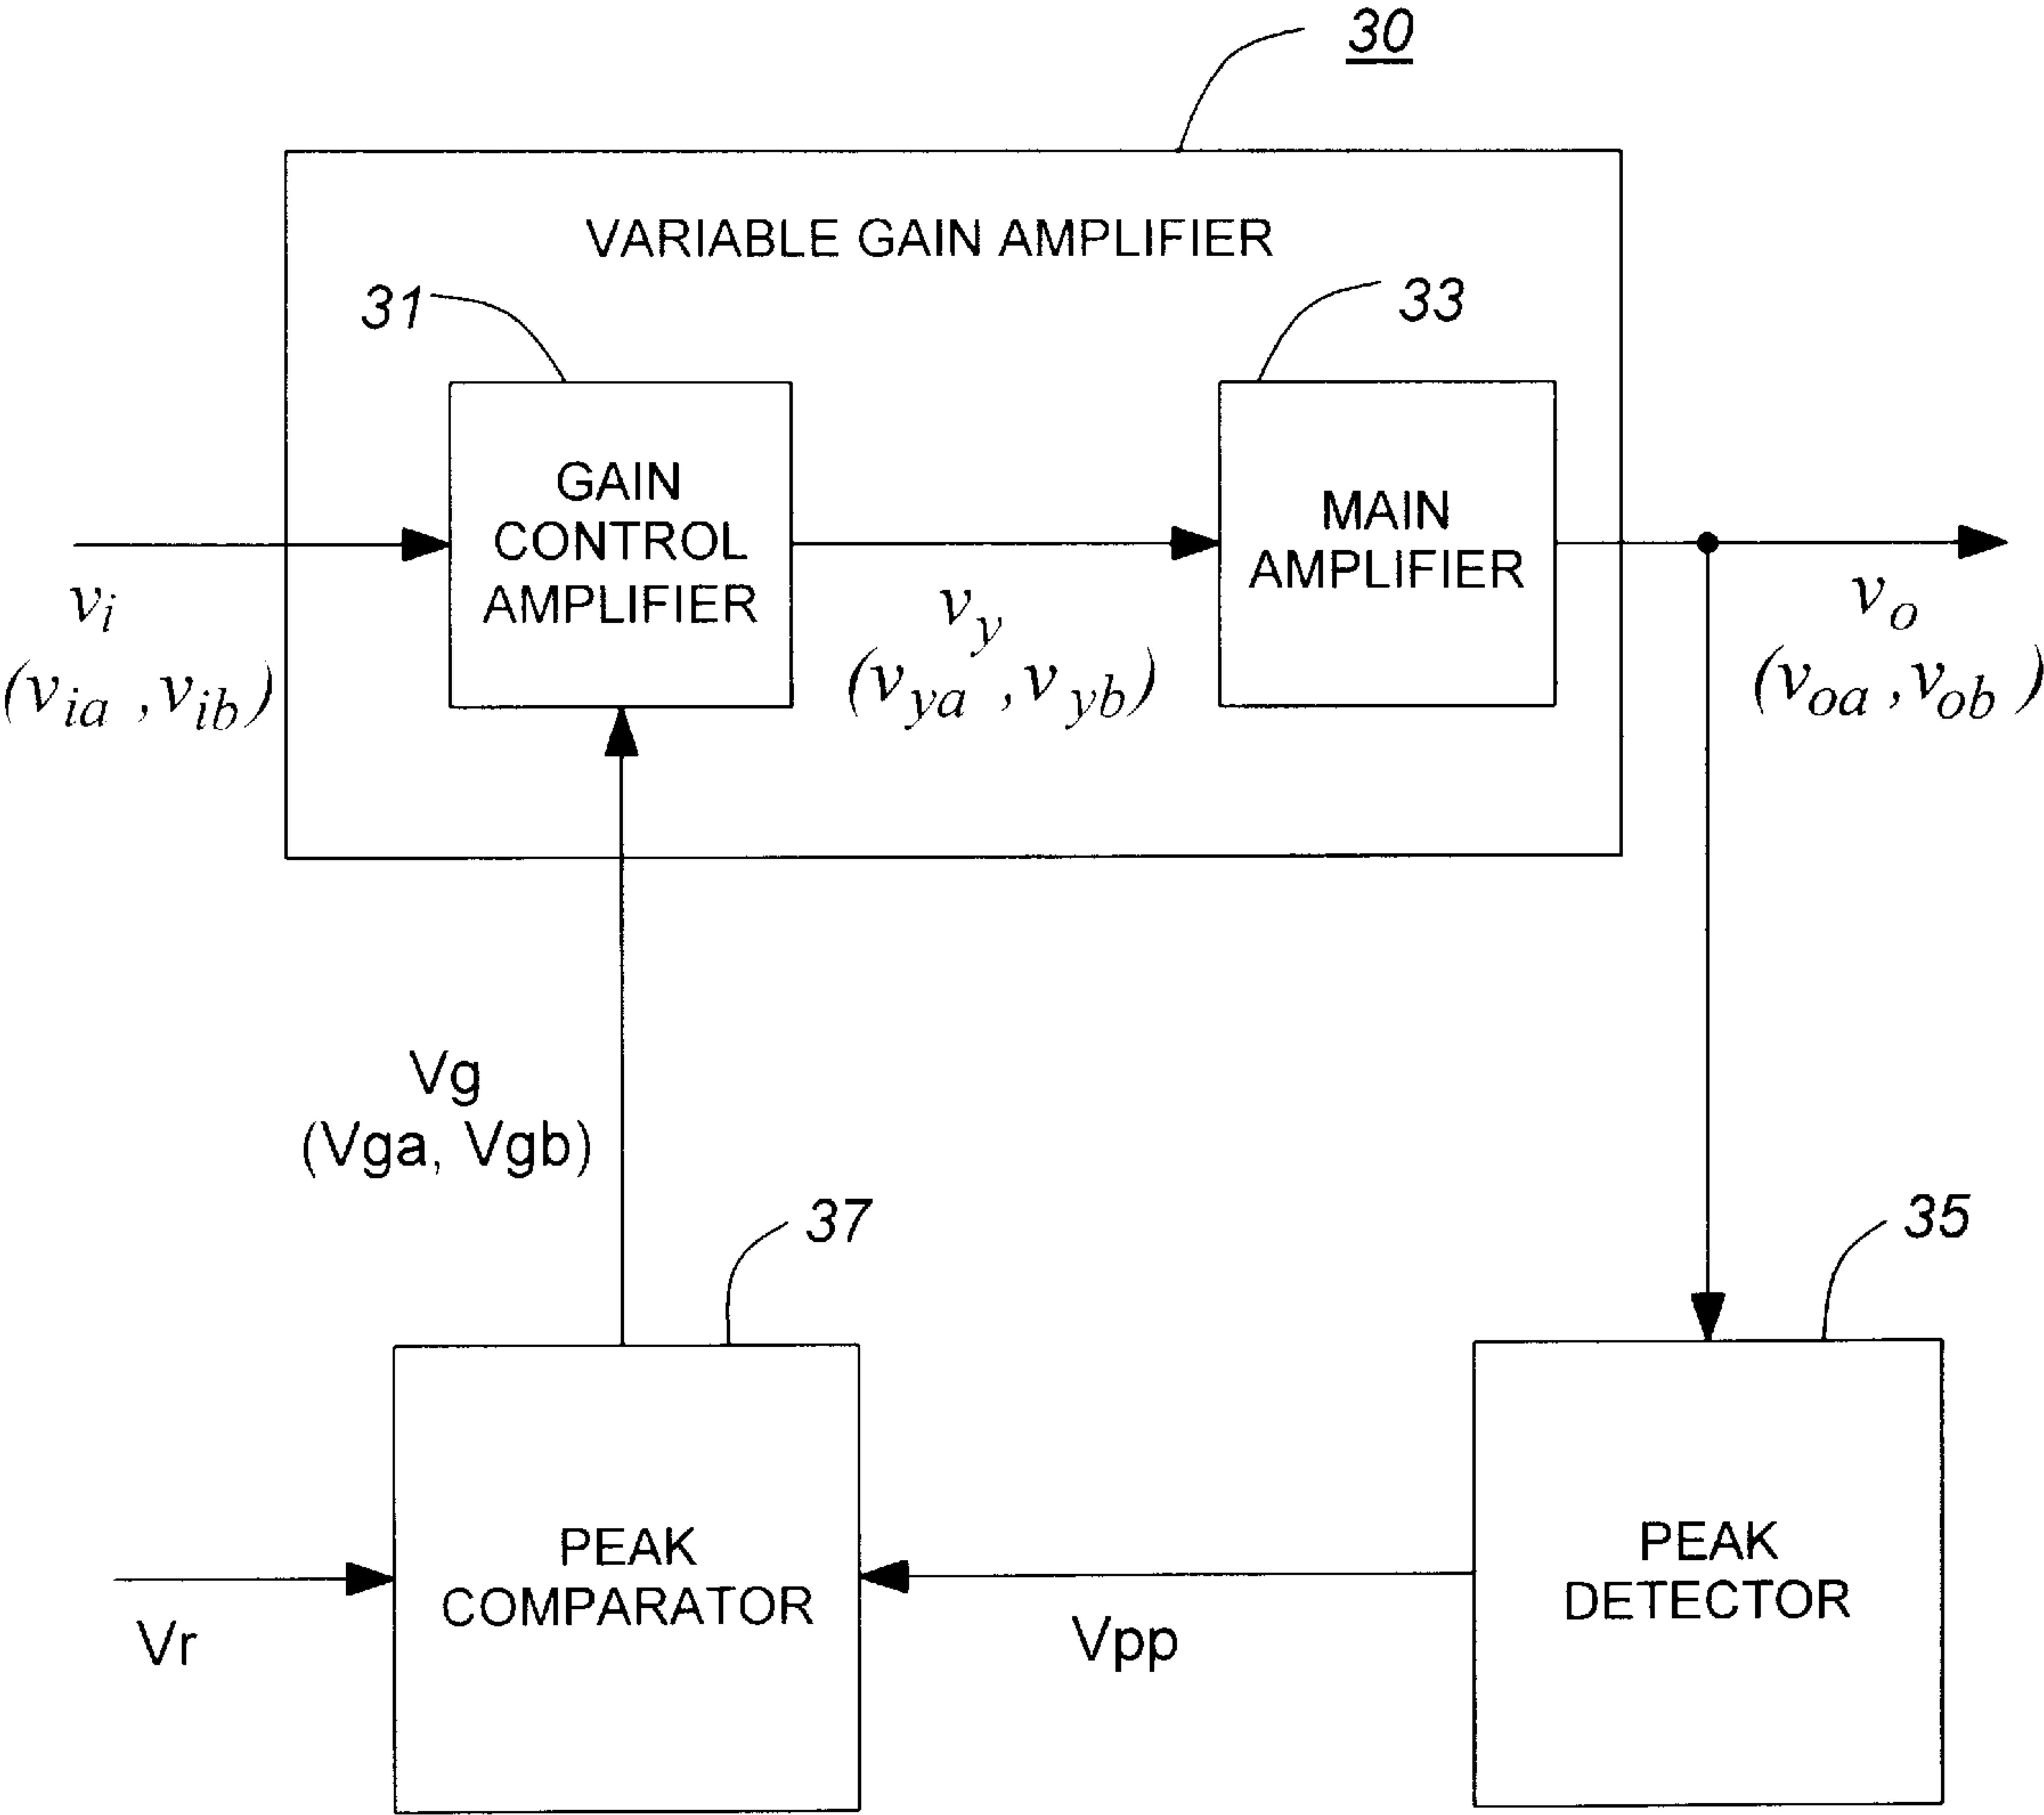 30
VARIABLE GAIN AMPLIFIER
31
33
GAIN
CONTROL
AMPLIFIER
MAIN
AMPLIFIER
vi
(via ,vib)
vy
(vya ,vyb)
vo
(voa ,vob )
Vg
(Vga, Vgb)
37
35
PEAK
COMPARATOR
PEAK
DETECTOR
Vr
Vpp